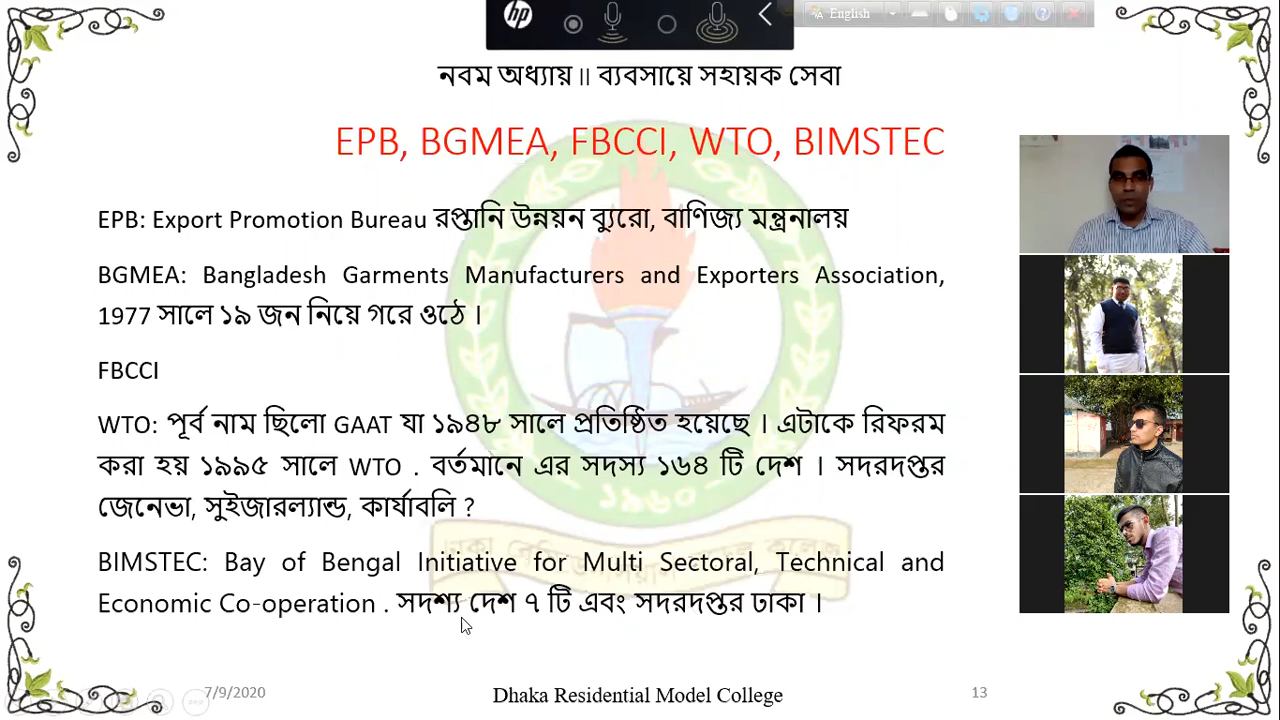 hp
English
নবম অধ্যায় ॥ ব্যবসায়ে সহায়ক সেবা
EPB, BGMEA, FBCCI, WTO, BIMSTEC
EPB: Export Promotion Bureau রপ্তানি উন্নয়ন ব্যুরো, বাণিজ্য মন্ত্রনালয়
BGMEA: Bangladesh Garments Manufacturers and Exporters Association,
1977 সালে ১৯ জন নিয়ে গরে ওঠে ।
FBCCI
WTO: পূর্ব নাম ছিলো GAAT যা ১৯৪৮ সালে প্রতিষ্ঠিত হয়েছে । এটাকে রিফরম
করা হয় ১৯৯৫ সালে WTO . বর্তমানে এর সদস্য ১৬৪ টি দেশ । সদরদপ্তর
জেনেভা, সুইজারল্যান্ড, কার্যাবলি ?
১৯৬০
BIMSTEC: Bay of Bengal Initiative for Multi Sectoral, Technical and
Economic Co-operation . সদশ্য দেশ ৭ টি এবং সদরদপ্তর ঢাকা ।
7/9/2020
Dhaka Residential Model College
13